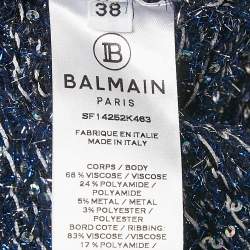 38
B
BALMAIN
PARIS
SF14252K463
FABRIQUE EN ITALIE
MADE IN ITALY
CORPS / BODY
66 % VISCOSE / VISCOSE
24 % POLYAMIDE /
POLYAMIDE
5% METAL / METAL
3% POLYESTER /
POLYESTER
BORD COTE / RIBBING :
83% VISCOSE / VISCOSE
17 % POLYAMIDE /